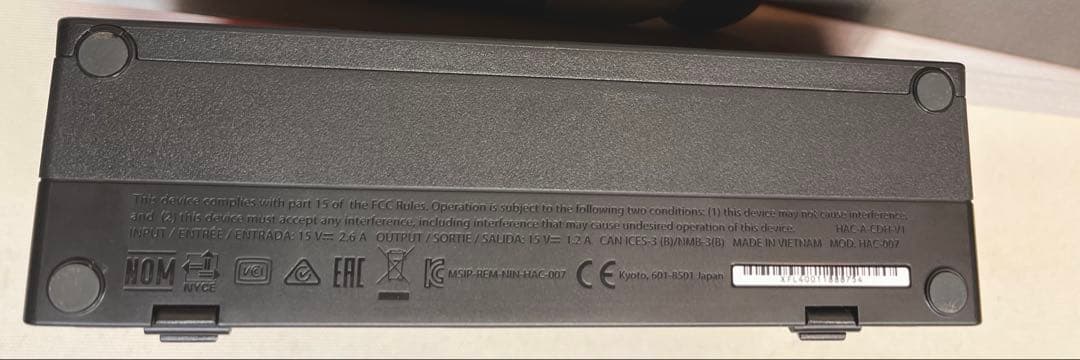 This device complies with part 15 of the FCC Rules. Operation is subject to the following two conditions: (1) this device may not cause interference,
and (2) this device must accept any interference, including interference that may cause undesired operation of this device. HAC-A-CDH-V1
INPUT / ENTRÉE / ENTRADA: 15 V⎓ 2.6 A OUTPUT / SORTIE / SALIDA: 15 V⎓ 1.2 A CAN ICES-3 (B)/NMB-3(B) MADE IN VIETNAM MOD. HAC-007
NOM NYCE VCI EAC MSIP-REM-NIN-HAC-007 CE Kyoto, 601-8501 Japan